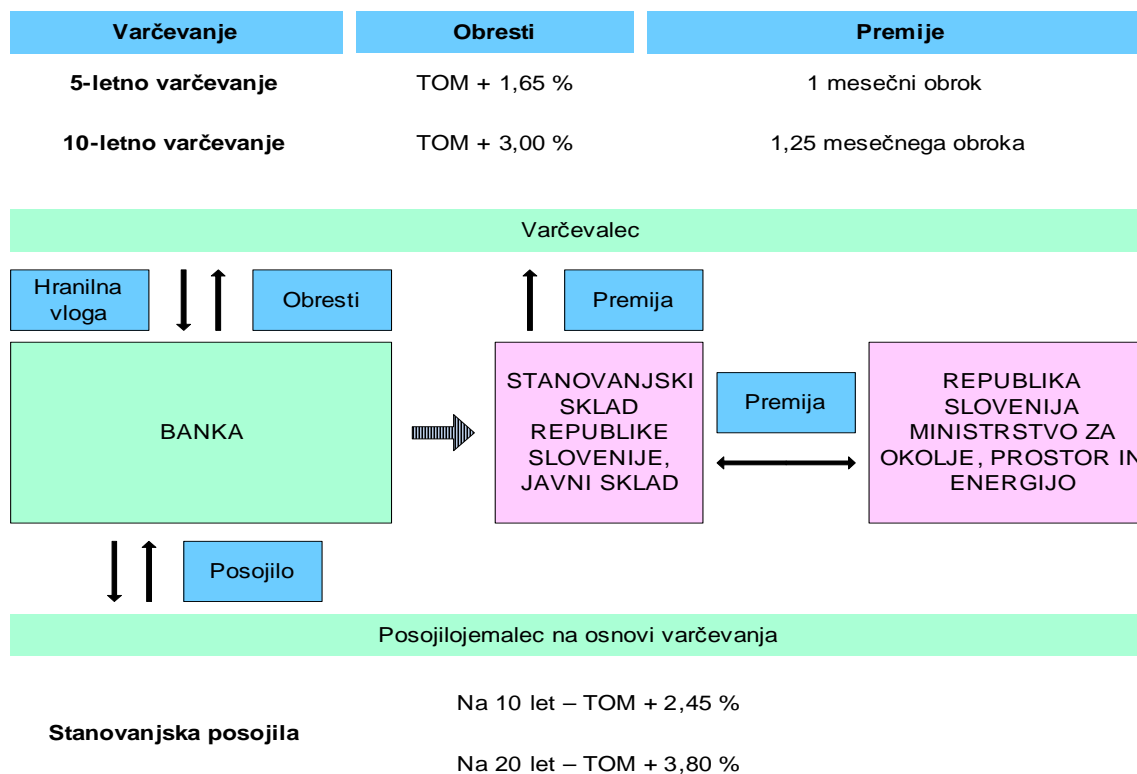 Varčevanje Obresti Premije
5-letno varčevanje TOM + 1,65 % 1 mesečni obrok
10-letno varčevanje TOM + 3,00 % 1,25 mesečnega obroka
Varčevalec
Hranilna
vloga
Obresti
Premija
BANKA
STANOVANJSKI
SKLAD
REPUBLIKE
SLOVENIJE,
JAVNI SKLAD
Premija
REPUBLIKA
SLOVENIJA
MINISTRSTVO ZA
OKOLJE, PROSTOR IN
ENERGIJO
Posojilo
Posojilojemalec na osnovi varčevanja
Stanovanjska posojila
Na 10 let – TOM + 2,45 %
Na 20 let – TOM + 3,80 %